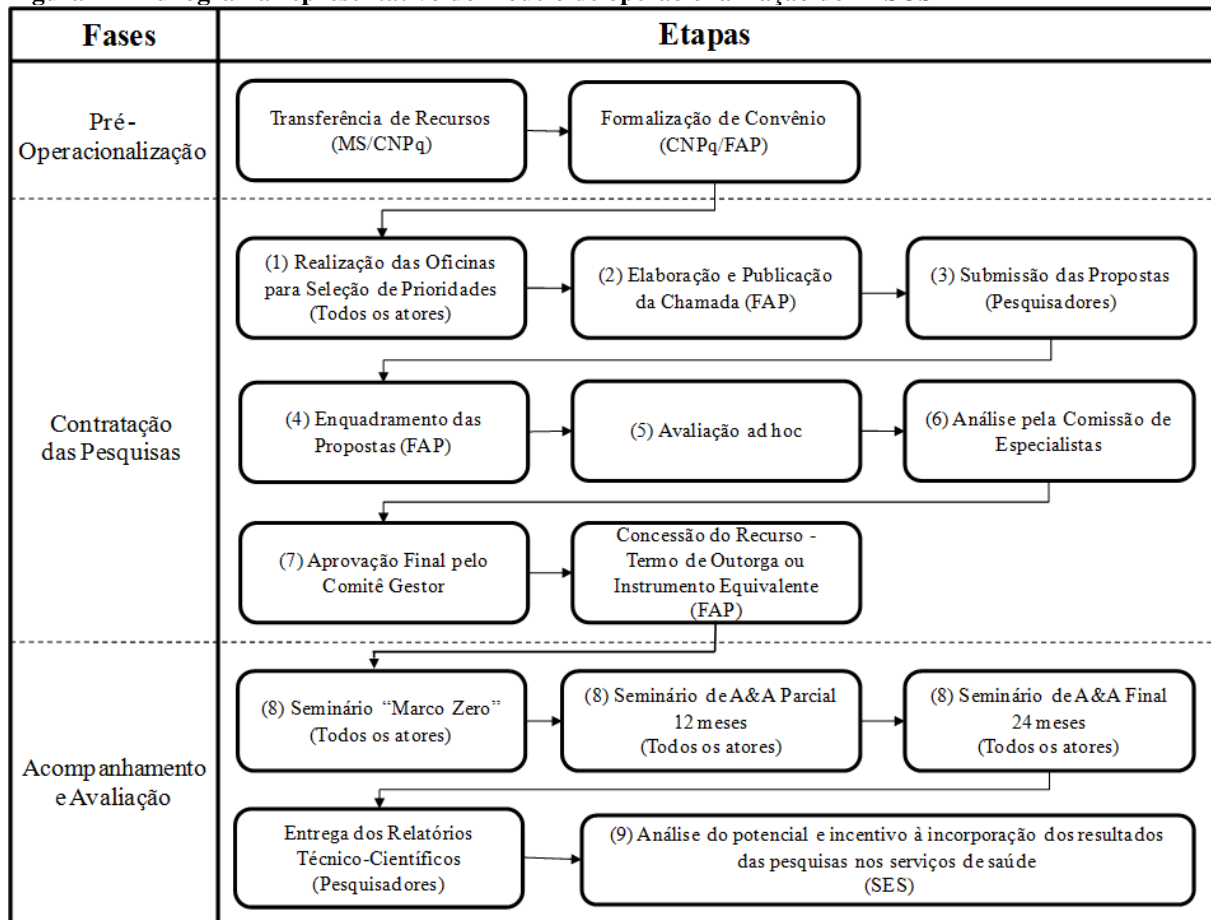 Fases
Etapas
Pré-
Operacionalização
Transferência de Recursos
(MS/CNPq)
Formalização de Convênio
(CNPq/FAP)
Contratação
das Pesquisas
(1) Realização das Oficinas
para Seleção de Prioridades
(Todos os atores)
(2) Elaboração e Publicação
da Chamada (FAP)
(3) Submissão das Propostas
(Pesquisadores)
(4) Enquadramento das
Propostas (FAP)
(5) Avaliação ad hoc
(6) Análise pela Comissão de
Especialistas
(7) Aprovação Final pelo
Comitê Gestor
Concessão do Recurso -
Termo de Outorga ou
Instrumento Equivalente
(FAP)
Acompanhamento
e Avaliação
(8) Seminário “Marco Zero”
(Todos os atores)
(8) Seminário de A&A Parcial
12 meses
(Todos os atores)
(8) Seminário de A&A Final
24 meses
(Todos os atores)
Entrega dos Relatórios
Técnico-Científicos
(Pesquisadores)
(9) Análise do potencial e incentivo à incorporação dos resultados
das pesquisas nos serviços de saúde
(SES)